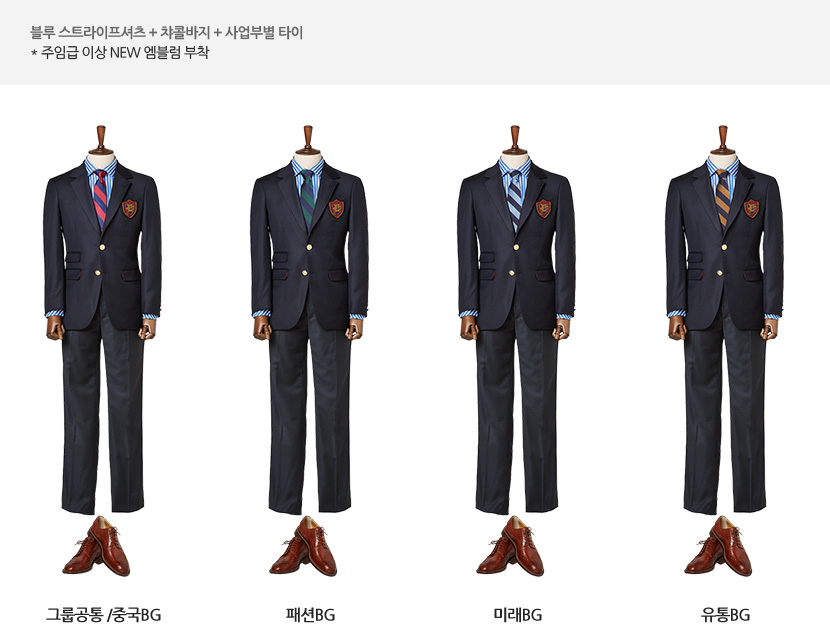 블루 스트라이프셔츠 + 챠콜바지 + 사업부별 타이
* 주임급 이상 NEW 엠블럼 부착
그룹공통 /중국BG
패션BG
미래BG
유통BG